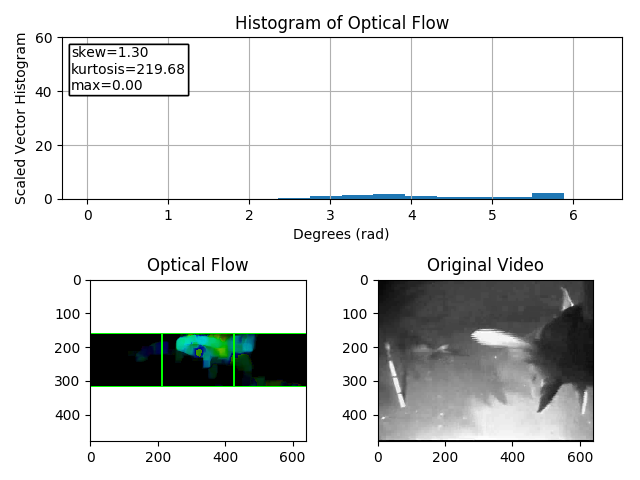 Histogram of Optical Flow
skew=1.30
kurtosis=219.68
max=0.00
Scaled Vector Histogram
60
40
20
0
0 1 2 3 4 5 6
Degrees (rad)
Optical Flow
0
100
200
300
400
0 200 400 600
Original Video
0
100
200
300
400
0 200 400 600